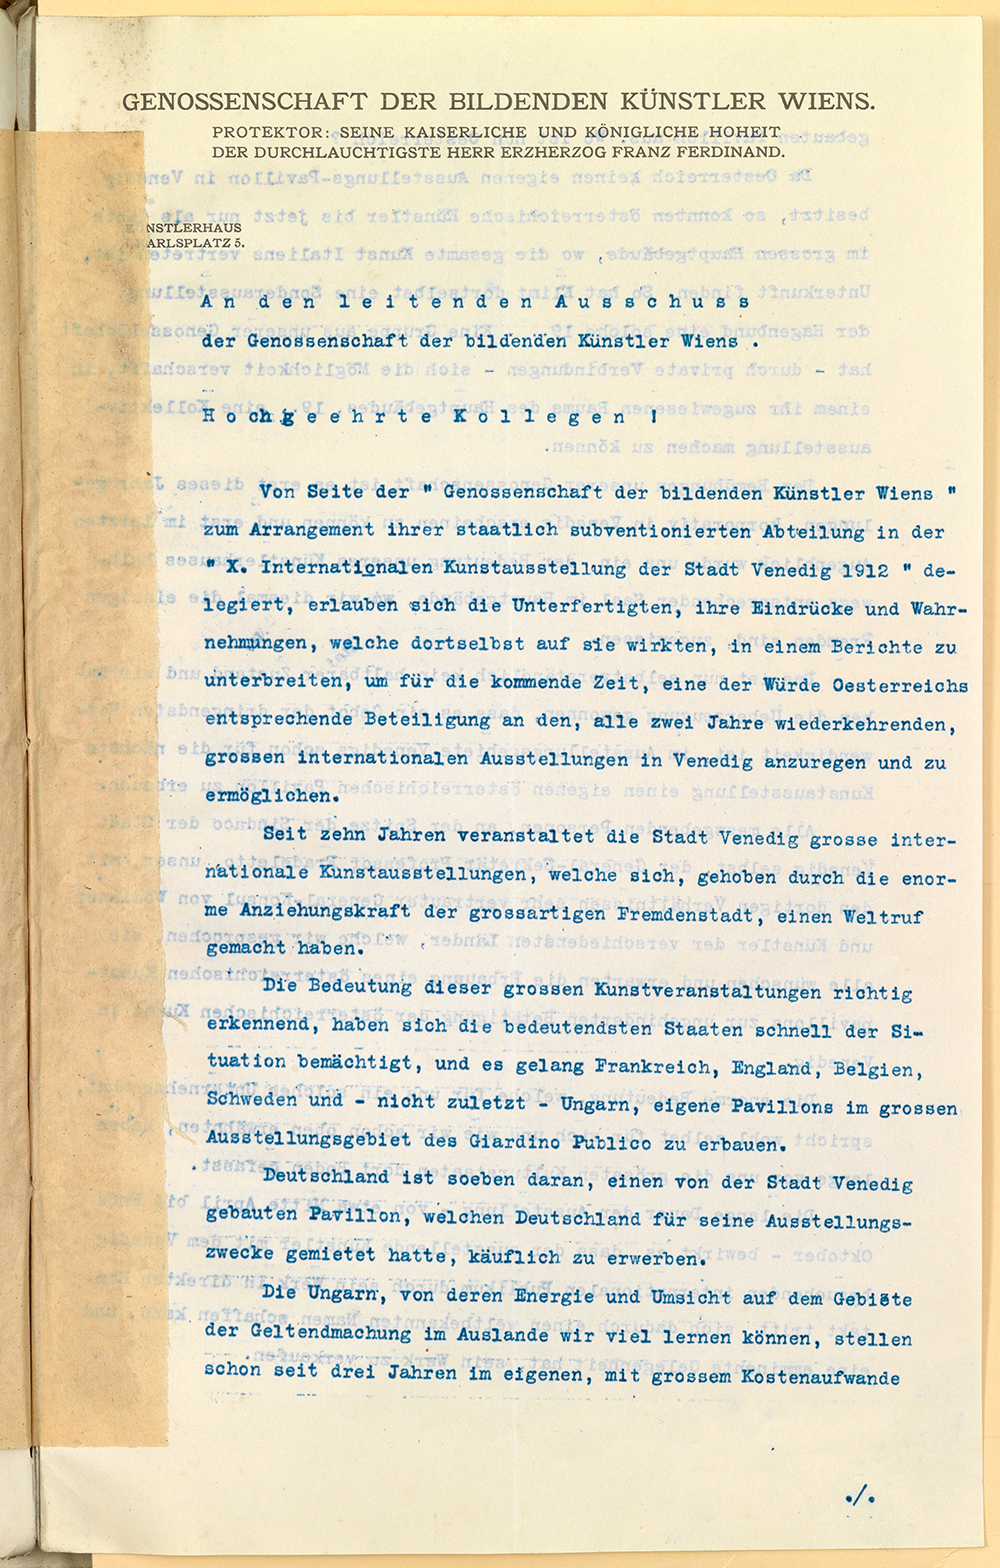 GENOSSENSCHAFT DER BILDENDEN KÜNSTLER WIENS.
PROTEKTOR: SEINE KAISERLICHE UND KÖNIGLICHE HOHEIT
DER DURCHLAUCHTIGSTE HERR ERZHERZOG FRANZ FERDINAND.
KÜNSTLERHAUS
KARLSPLATZ 5.
An den leitenden Ausschuss
der Genossenschaft der bildenden Künstler Wiens .
Hochgeehrte Kollegen !
Von Seite der " Genossenschaft der bildenden Künstler Wiens "
zum Arrangement ihrer staatlich subventionierten Abteilung in der
" X. Internationalen Kunstausstellung der Stadt Venedig 1912 " de-
legiert, erlauben sich die Unterfertigten, ihre Eindrücke und Wahr-
nehmungen, welche dortselbst auf sie wirkten, in einem Berichte zu
unterbreiten, um für die kommende Zeit, eine der Würde Oesterreichs
entsprechende Beteiligung an den, alle zwei Jahre wiederkehrenden,
grossen internationalen Ausstellungen in Venedig anzuregen und zu
ermöglichen.
Seit zehn Jahren veranstaltet die Stadt Venedig grosse inter-
nationale Kunstausstellungen, welche sich, gehoben durch die enor-
me Anziehungskraft der grossartigen Fremdenstadt, einen Weltruf
gemacht haben.
Die Bedeutung dieser grossen Kunstveranstaltungen richtig
erkennend, haben sich die bedeutendsten Staaten schnell der Si-
tuation bemächtigt, und es gelang Frankreich, England, Belgien,
Schweden und - nicht zuletzt - Ungarn, eigene Pavillons im grossen
Ausstellungsgebiet des Giardino Publico zu erbauen.
Deutschland ist soeben daran, einen von der Stadt Venedig
gebauten Pavillon, welchen Deutschland für seine Ausstellungs-
zwecke gemietet hatte, käuflich zu erwerben.
Die Ungarn, von deren Energie und Umsicht auf dem Gebiete
der Geltendmachung im Auslande wir viel lernen können, stellen
schon seit drei Jahren im eigenen, mit grossem Kostenaufwande
./.